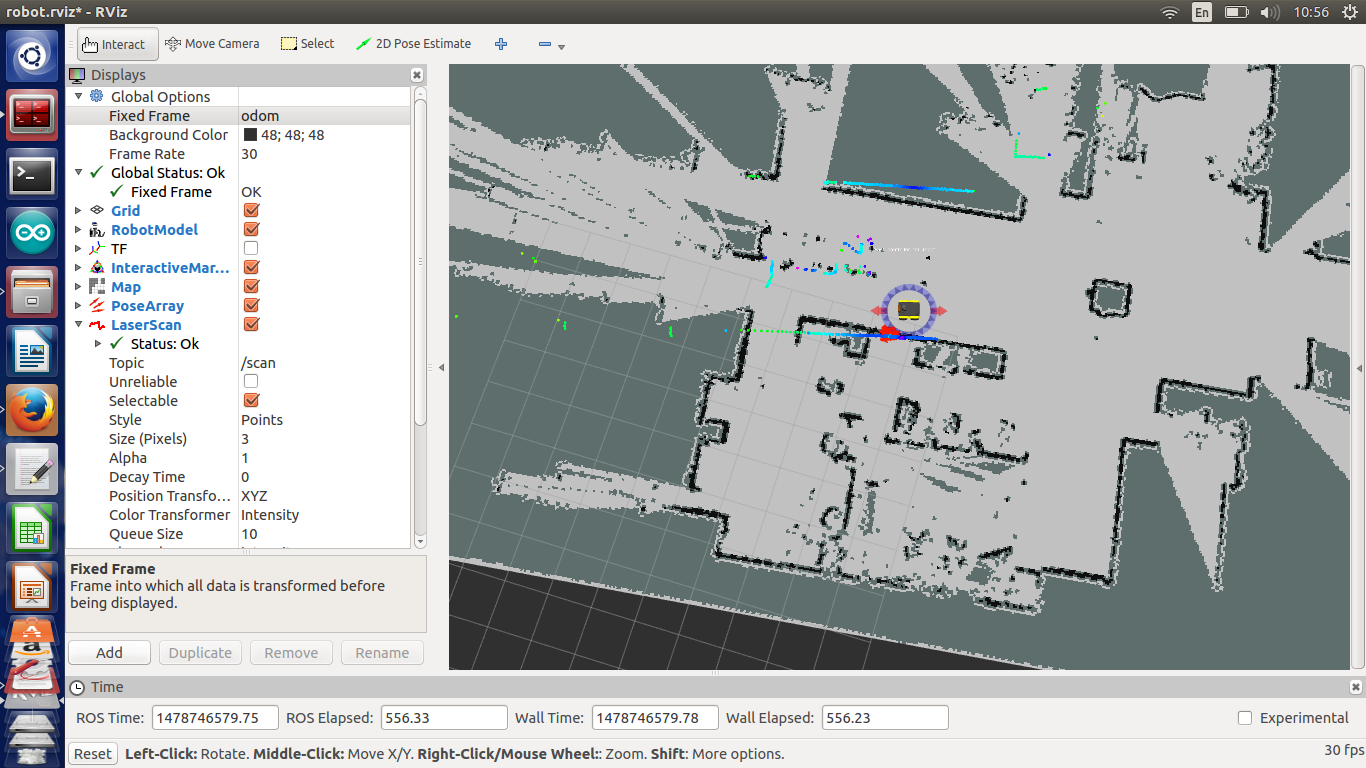 robot.rviz* - RViz
En
10:56
Interact
Move Camera
Select
2D Pose Estimate
Displays
Global Options
Fixed Frame odom
Background Color 48; 48; 48
Frame Rate 30
Global Status: Ok
Fixed Frame OK
Grid
RobotModel
TF
InteractiveMar...
Map
PoseArray
LaserScan
Status: Ok
Topic /scan
Unreliable
Selectable
Style Points
Size (Pixels) 3
Alpha 1
Decay Time 0
Position Transfo... XYZ
Color Transformer Intensity
Queue Size 10
Fixed Frame
Frame into which all data is transformed before
being displayed.
Add Duplicate Remove Rename
Time
ROS Time: 1478746579.75 ROS Elapsed: 556.33 Wall Time: 1478746579.78 Wall Elapsed: 556.23 Experimental
Reset Left-Click: Rotate. Middle-Click: Move X/Y. Right-Click/Mouse Wheel:: Zoom. Shift: More options. 30 fps